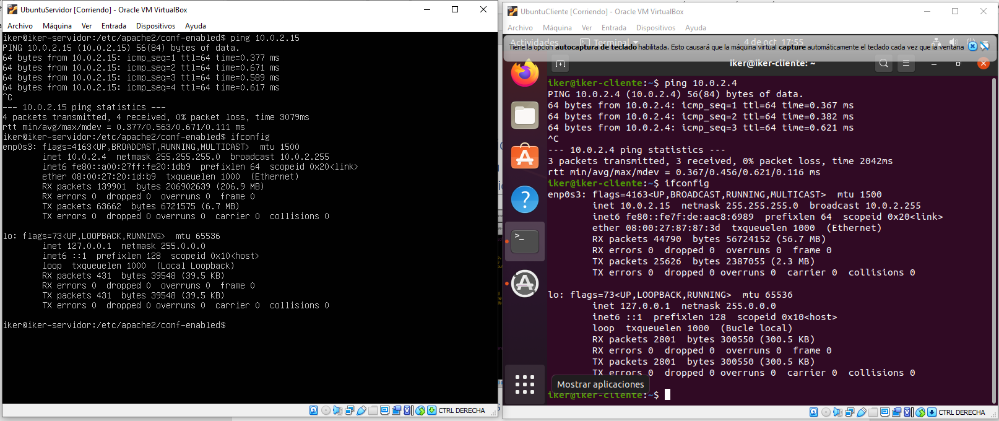 UbuntuServidor [Corriendo] - Oracle VM VirtualBox
Archivo Máquina Ver Entrada Dispositivos Ayuda
iker@iker-servidor:/etc/apache2/conf-enabled$ ping 10.0.2.15
PING 10.0.2.15 (10.0.2.15) 56(84) bytes of data.
64 bytes from 10.0.2.15: icmp_seq=1 ttl=64 time=0.377 ms
64 bytes from 10.0.2.15: icmp_seq=2 ttl=64 time=0.671 ms
64 bytes from 10.0.2.15: icmp_seq=3 ttl=64 time=0.589 ms
64 bytes from 10.0.2.15: icmp_seq=4 ttl=64 time=0.617 ms
^C
--- 10.0.2.15 ping statistics ---
4 packets transmitted, 4 received, 0% packet loss, time 3079ms
rtt min/avg/max/mdev = 0.377/0.563/0.671/0.111 ms
iker@iker-servidor:/etc/apache2/conf-enabled$ ifconfig
enp0s3: flags=4163<UP,BROADCAST,RUNNING,MULTICAST>  mtu 1500
        inet 10.0.2.4  netmask 255.255.255.0  broadcast 10.0.2.255
        inet6 fe80::a00:27ff:fe20:1db9  prefixlen 64  scopeid 0x20<link>
        ether 08:00:27:20:1d:b9  txqueuelen 1000  (Ethernet)
        RX packets 139901  bytes 206902639 (206.9 MB)
        RX errors 0  dropped 0  overruns 0  frame 0
        TX packets 63662  bytes 6721575 (6.7 MB)
        TX errors 0  dropped 0 overruns 0  carrier 0  collisions 0
lo: flags=73<UP,LOOPBACK,RUNNING>  mtu 65536
        inet 127.0.0.1  netmask 255.0.0.0
        inet6 ::1  prefixlen 128  scopeid 0x10<host>
        loop  txqueuelen 1000  (Local Loopback)
        RX packets 431  bytes 39548 (39.5 KB)
        RX errors 0  dropped 0  overruns 0  frame 0
        TX packets 431  bytes 39548 (39.5 KB)
        TX errors 0  dropped 0 overruns 0  carrier 0  collisions 0
iker@iker-servidor:/etc/apache2/conf-enabled$
CTRL DERECHA
UbuntuCliente [Corriendo] - Oracle VM VirtualBox
Archivo Máquina Ver Entrada Dispositivos Ayuda
Actividades Terminal 4 de oct 17:55
Tiene la opción autocaptura de teclado habilitada. Esto causará que la máquina virtual capture automáticamente el teclado cada vez que la ventana
iker@iker-cliente: ~
iker@iker-cliente:~$ ping 10.0.2.4
PING 10.0.2.4 (10.0.2.4) 56(84) bytes of data.
64 bytes from 10.0.2.4: icmp_seq=1 ttl=64 time=0.367 ms
64 bytes from 10.0.2.4: icmp_seq=2 ttl=64 time=0.382 ms
64 bytes from 10.0.2.4: icmp_seq=3 ttl=64 time=0.621 ms
^C
--- 10.0.2.4 ping statistics ---
3 packets transmitted, 3 received, 0% packet loss, time 2042ms
rtt min/avg/max/mdev = 0.367/0.456/0.621/0.116 ms
iker@iker-cliente:~$ ifconfig
enp0s3: flags=4163<UP,BROADCAST,RUNNING,MULTICAST>  mtu 1500
        inet 10.0.2.15  netmask 255.255.255.0  broadcast 10.0.2.255
        inet6 fe80::fe7f:de:aac8:6989  prefixlen 64  scopeid 0x20<link>
        ether 08:00:27:87:87:3d  txqueuelen 1000  (Ethernet)
        RX packets 44790  bytes 56724152 (56.7 MB)
        RX errors 0  dropped 0  overruns 0  frame 0
        TX packets 25626  bytes 2387055 (2.3 MB)
        TX errors 0  dropped 0 overruns 0  carrier 0  collisions 0
lo: flags=73<UP,LOOPBACK,RUNNING>  mtu 65536
        inet 127.0.0.1  netmask 255.0.0.0
        inet6 ::1  prefixlen 128  scopeid 0x10<host>
        loop  txqueuelen 1000  (Bucle local)
        RX packets 2801  bytes 300550 (300.5 KB)
        RX errors 0  dropped 0  overruns 0  frame 0
        TX packets 2801  bytes 300550 (300.5 KB)
        TX errors 0  dropped 0 overruns 0  carrier 0  collisions 0
Mostrar aplicaciones
iker@iker-cliente:~$
CTRL DERECHA